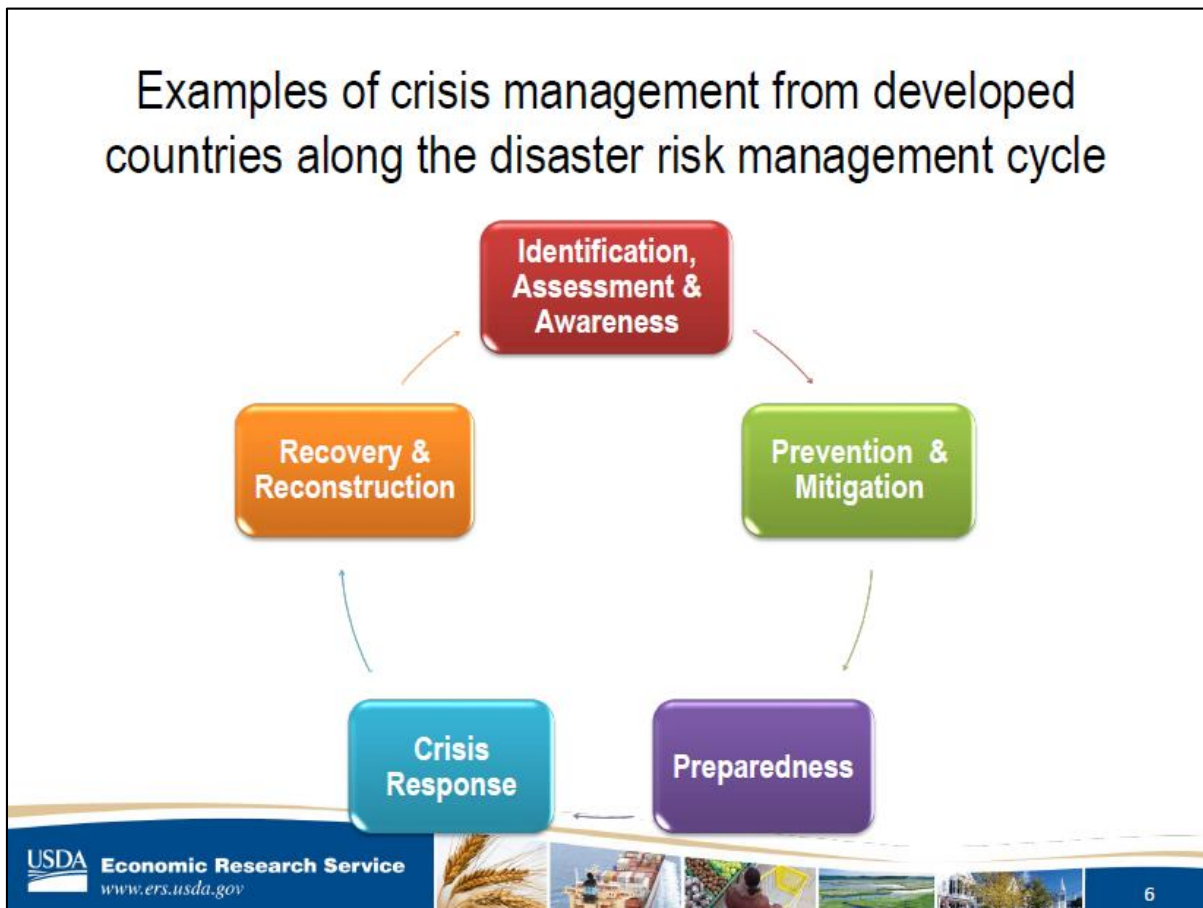 Examples of crisis management from developed
countries along the disaster risk management cycle
Identification,
Assessment &
Awareness
Recovery &
Reconstruction
Prevention &
Mitigation
Crisis
Response
Preparedness
USDA
Economic Research Service
www.ers.usda.gov
6